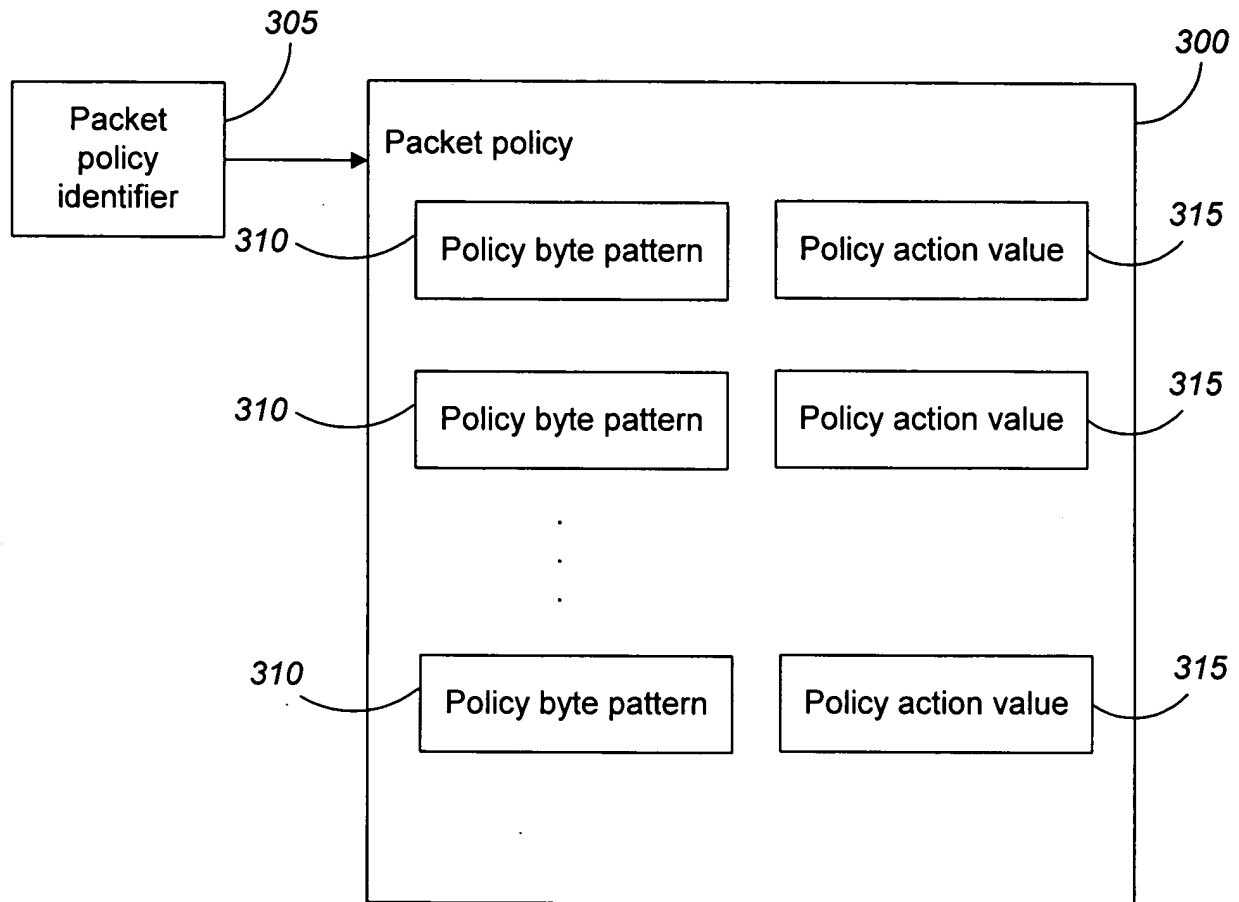 305
300
Packet
policy
identifier
Packet policy
310
Policy byte pattern
Policy action value
315
310
Policy byte pattern
Policy action value
315
310
Policy byte pattern
Policy action value
315